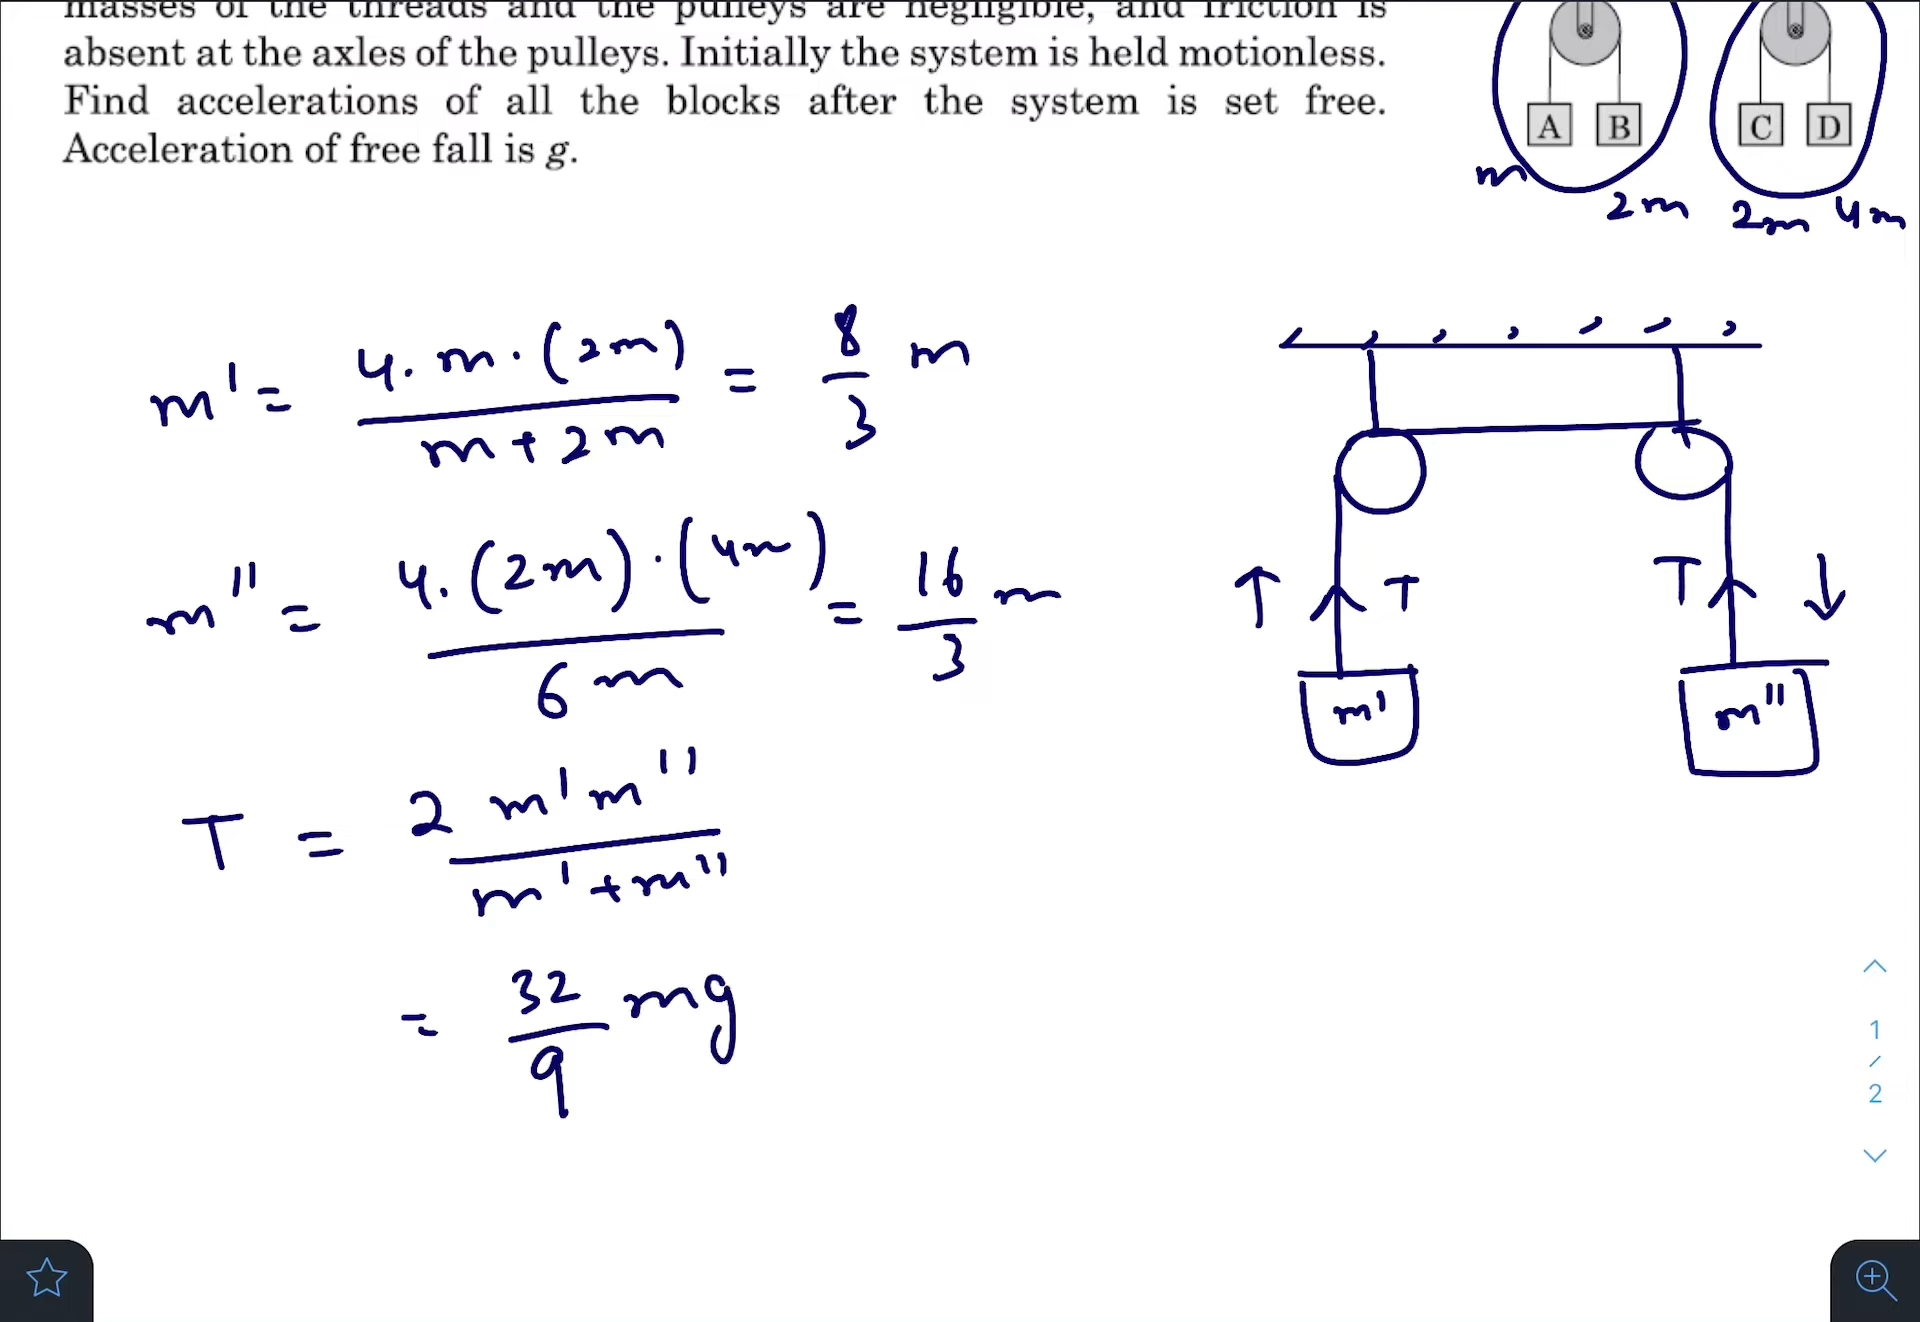 masses of the threads and the pulleys are negligible, and friction is
absent at the axles of the pulleys. Initially the system is held motionless.
Find accelerations of all the blocks after the system is set free.
Acceleration of free fall is g.
A B C D
m 2m 2m 4m
m' = 4. m. (2m) / m + 2m = 8/3 m
m'' = 4. (2m) . (4m) / 6m = 16/3 m
↑ T T ↓
m' m''
T = 2 m'm'' / m' + m''
= 32/9 mg
1
/
2